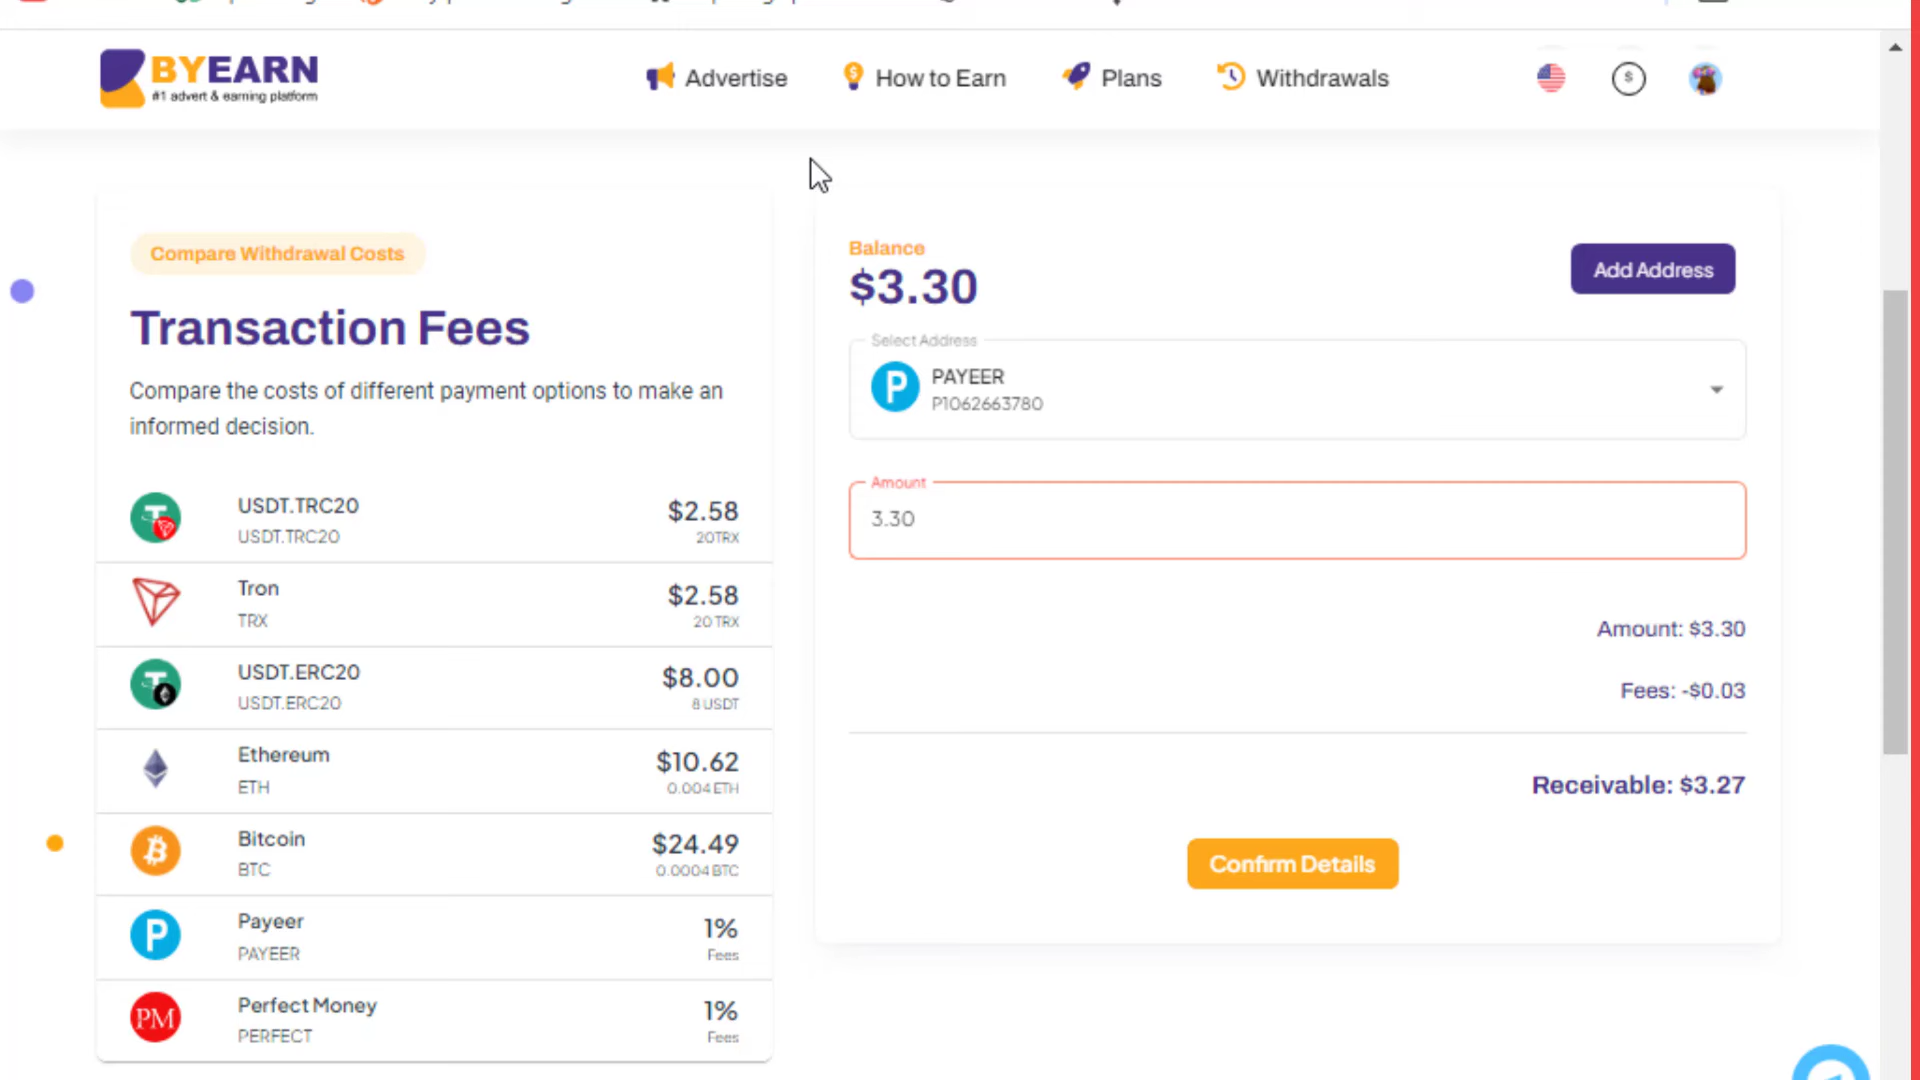 BYEARN
#1 advert & earning platform
Advertise
How to Earn
Plans
Withdrawals
$
Compare Withdrawal Costs
Transaction Fees
Compare the costs of different payment options to make an
informed decision.
USDT.TRC20
$2.58
USDT.TRC20
20TRX
Tron
$2.58
TRX
20 TRX
USDT.ERC20
$8.00
USDT.ERC20
8 USDT
Ethereum
$10.62
ETH
0.004 ETH
Bitcoin
$24.49
BTC
0.0004 BTC
P
Payeer
1%
PAYEER
Fees
PM
Perfect Money
1%
PERFECT
Fees
Balance
$3.30
Add Address
Select Address
P
PAYEER
P1062663780
Amount
3.30
Amount: $3.30
Fees: -$0.03
Receivable: $3.27
Confirm Details